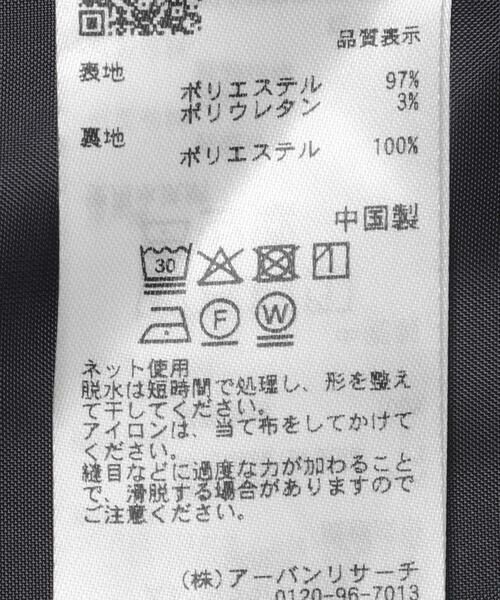 品質表示
表地
ポリエステル 97%
ポリウレタン 3%
裏地
ポリエステル 100%
中国製
30
F W
ネット使用
脱水は短時間で処理し、形を整え
て干してください。
アイロンは、当て布をしてかけて
ください。
縫目などに過度な力が加わること
で、滑脱する場合がありますので
ご注意ください。
(株)アーバンリサーチ
0120-96-7013